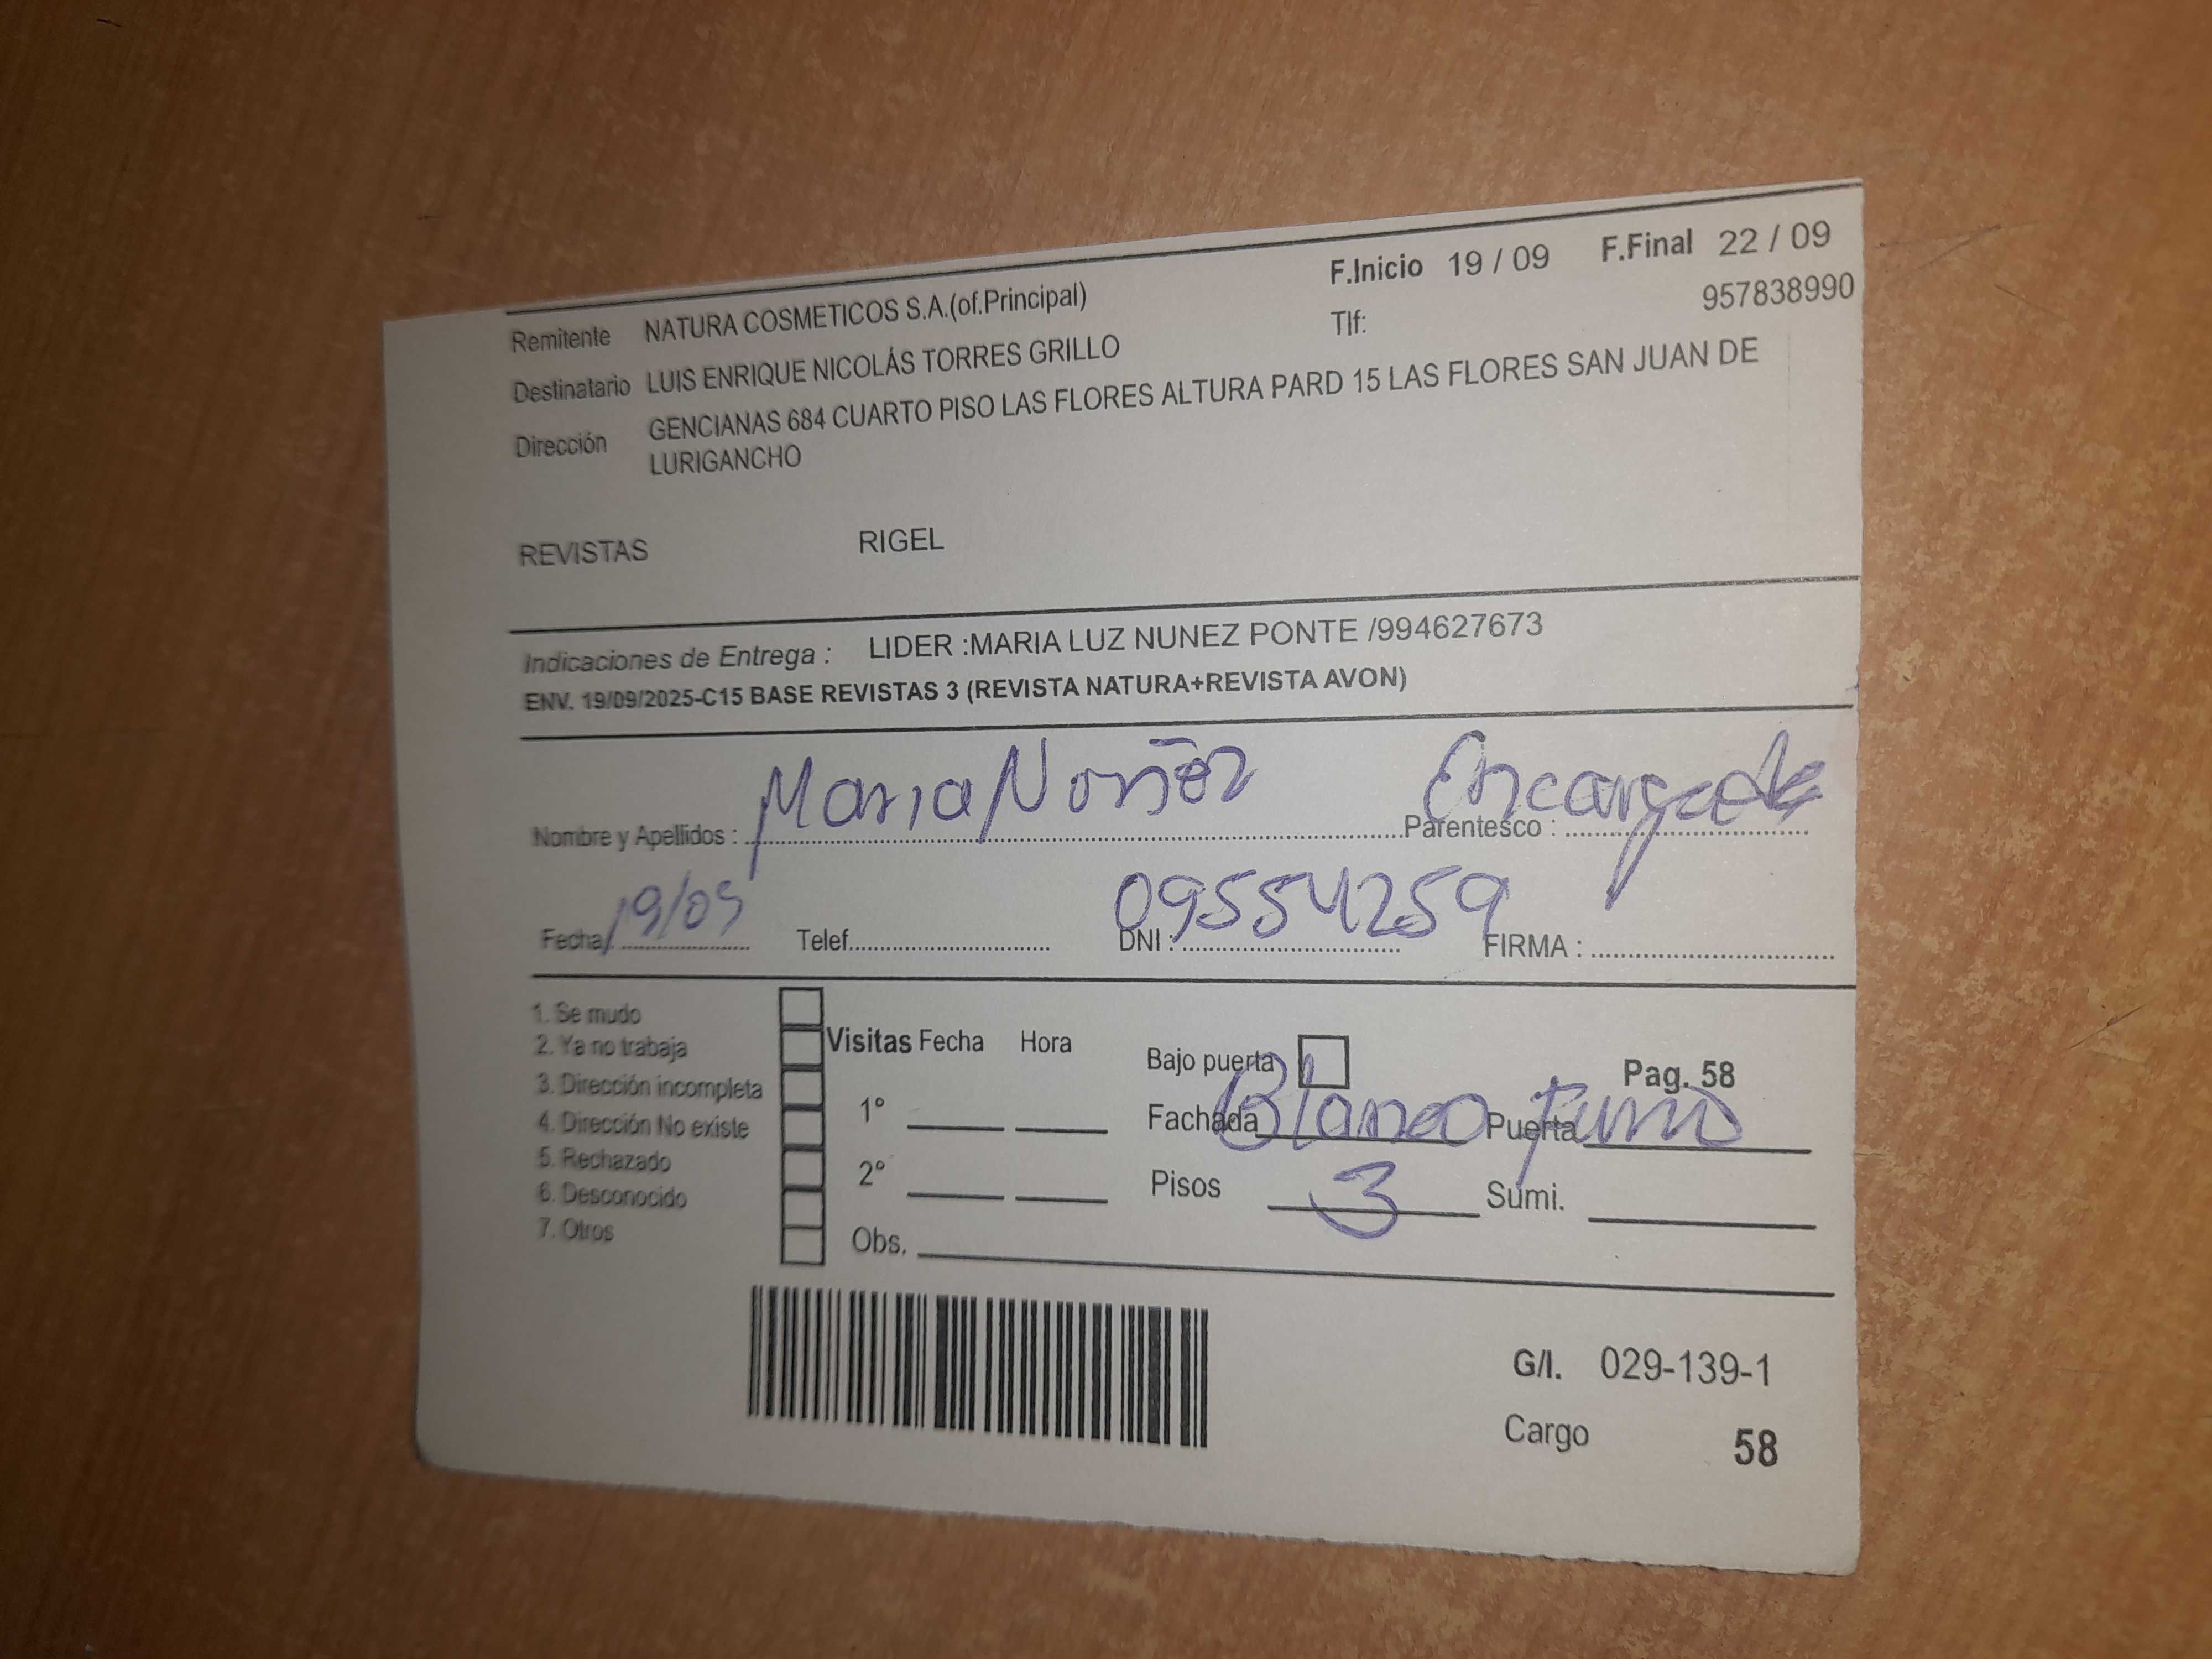 F.Inicio 19 / 09 F.Final 22 / 09
Remitente NATURA COSMETICOS S.A.(of.Principal) Tlf: 957838990
Destinatario LUIS ENRIQUE NICOLÁS TORRES GRILLO
Dirección GENCIANAS 684 CUARTO PISO LAS FLORES ALTURA PARD 15 LAS FLORES SAN JUAN DE
LURIGANCHO
REVISTAS RIGEL
Indicaciones de Entrega : LIDER :MARIA LUZ NUNEZ PONTE /994627673
ENV. 19/09/2025-C15 BASE REVISTAS 3 (REVISTA NATURA+REVISTA AVON)
Nombre y Apellidos : Maria Noñez Parentesco : Encargada
Fecha 19/09 Telef. DNI : 09554259 FIRMA :
1. Se mudo
2. Ya no trabaja
3. Dirección incompleta
4. Dirección No existe
5. Rechazado
6. Desconocido
7. Otros
Visitas Fecha Hora
1°
2°
Obs.
Bajo puerta Pag. 58
Fachada Blanco Puerta
Pisos 3 Sumi.
G/I. 029-139-1
Cargo 58